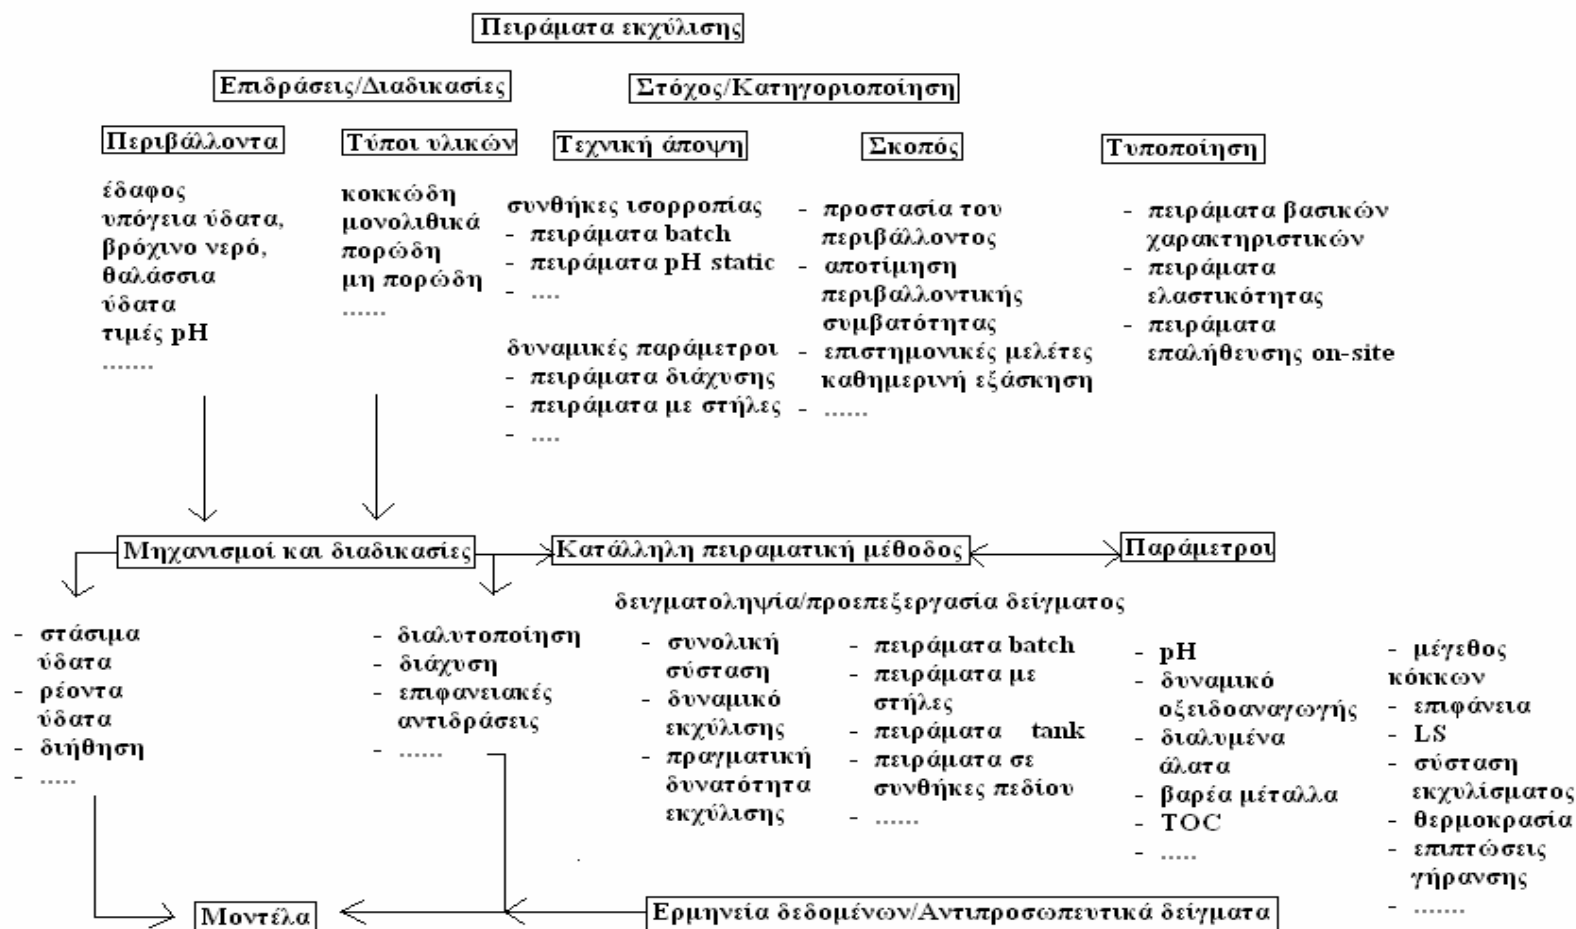 Πειράματα εκχύλισης
Επιδράσεις/Διαδικασίες
Στόχος/Κατηγοριοποίηση
Περιβάλλοντα
Τύποι υλικών
Τεχνική άποψη
Σκοπός
Τυποποίηση
έδαφος
υπόγεια ύδατα,
βρόχινο νερό,
θαλάσσια
ύδατα
τιμές pH
.......
κοκκώδη
μονολιθικά
πορώδη
μη πορώδη
......
συνθήκες ισορροπίας
- πειράματα batch
- πειράματα pH static
- ....
δυναμικές παράμετροι
- πειράματα διάχυσης
- πειράματα με στήλες
- ....
- προστασία του
περιβάλλοντος
- αποτίμηση
περιβαλλοντικής
συμβατότητας
- επιστημονικές μελέτες
καθημερινή εξάσκηση
- ......
- πειράματα βασικών
χαρακτηριστικών
- πειράματα
ελαστικότητας
- πειράματα
επαλήθευσης on-site
Μηχανισμοί και διαδικασίες
Κατάλληλη πειραματική μέθοδος
Παράμετροι
δειγματοληψία/προεπεξεργασία δείγματος
- στάσιμα
ύδατα
- ρέοντα
ύδατα
- διήθηση
- .....
- διαλυτοποίηση
- διάχυση
- επιφανειακές
αντιδράσεις
- ......
- συνολική
σύσταση
- δυναμικό
εκχύλισης
- πραγματική
δυνατότητα
εκχύλισης
- πειράματα batch
- πειράματα με
στήλες
- πειράματα tank
- πειράματα σε
συνθήκες πεδίου
- ......
- pH
- δυναμικό
οξειδοαναγωγής
- διαλυμένα
άλατα
- βαρέα μέταλλα
- TOC
- .....
- μέγεθος
κόκκων
- επιφάνεια
- LS
- σύσταση
εκχυλίσματος
- θερμοκρασία
- επιπτώσεις
γήρανσης
- .......
Μοντέλα
Ερμηνεία δεδομένων/Αντιπροσωπευτικά δείγματα